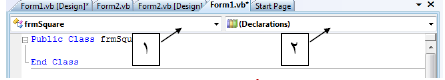 Form1.vb [Design]* Form2.vb Form2.vb [Design] Form1.vb* Start Page
frmSquare (Declarations)
Public Class frmSqu
١ ٢
End Class